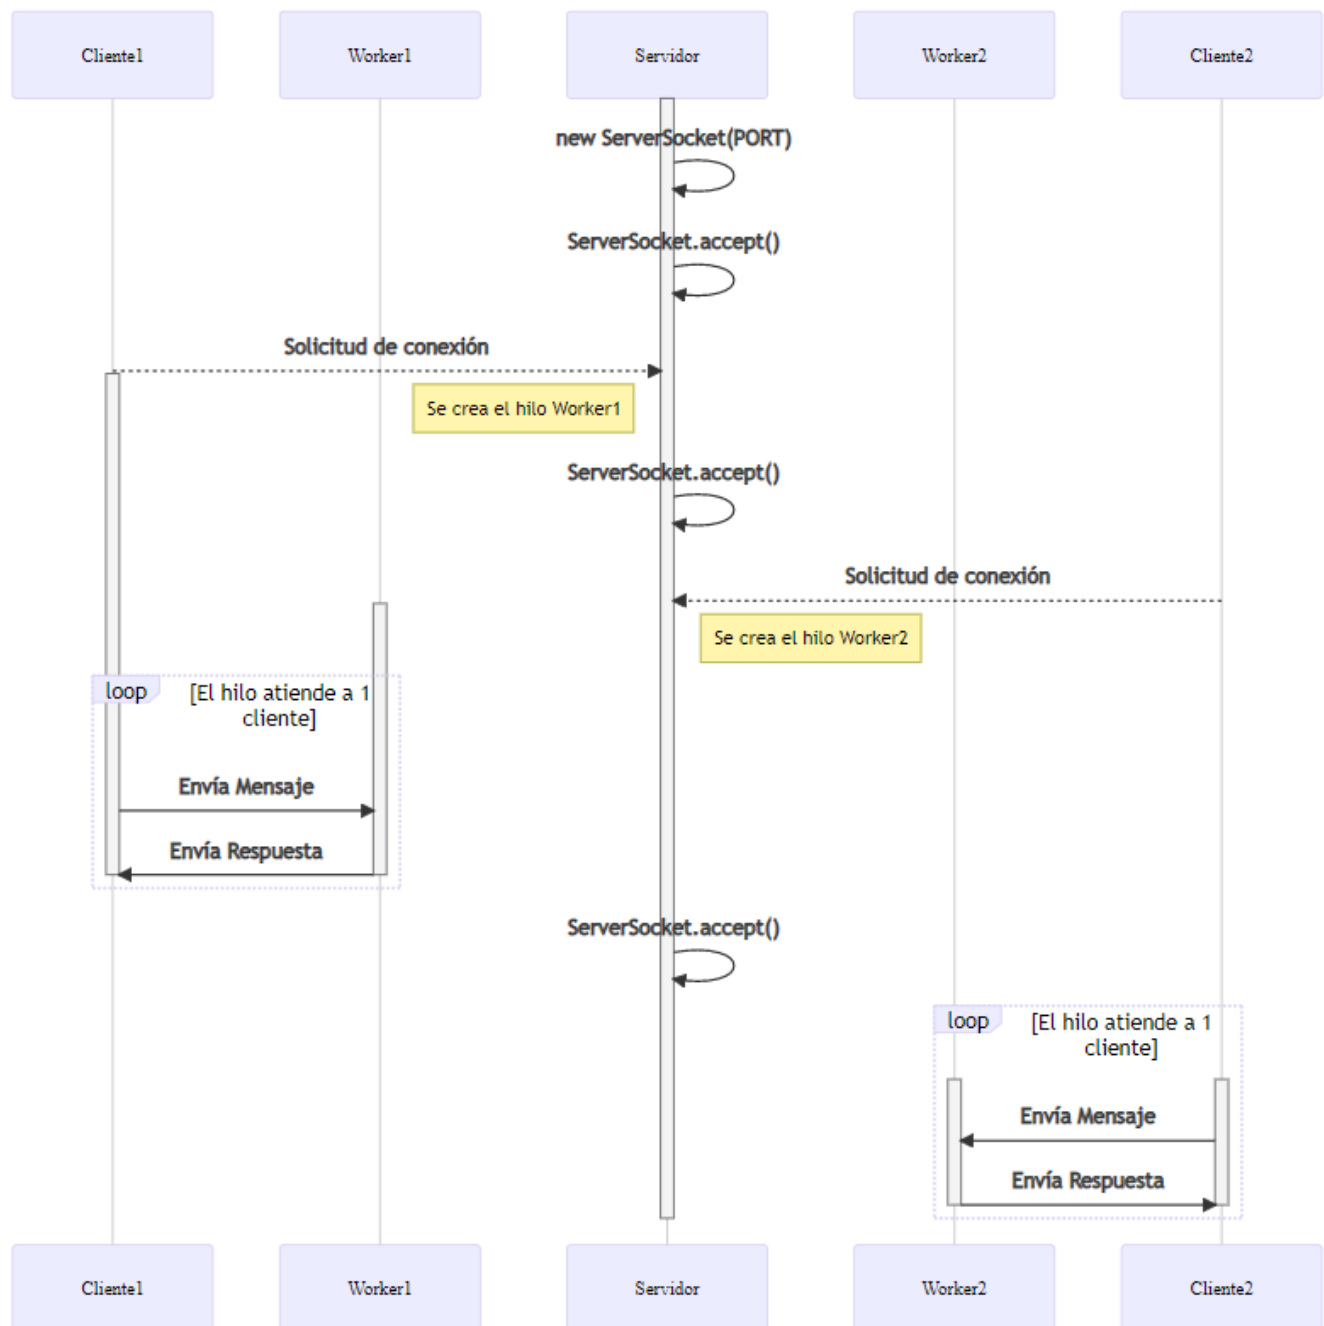 Cliente1
Worker1
Servidor
Worker2
Cliente2
new ServerSocket(PORT)
ServerSocket.accept()
Solicitud de conexión
Se crea el hilo Worker1
ServerSocket.accept()
Solicitud de conexión
Se crea el hilo Worker2
loop
[El hilo atiende a 1
cliente]
Envía Mensaje
Envía Respuesta
ServerSocket.accept()
loop
[El hilo atiende a 1
cliente]
Envía Mensaje
Envía Respuesta
Cliente1
Worker1
Servidor
Worker2
Cliente2